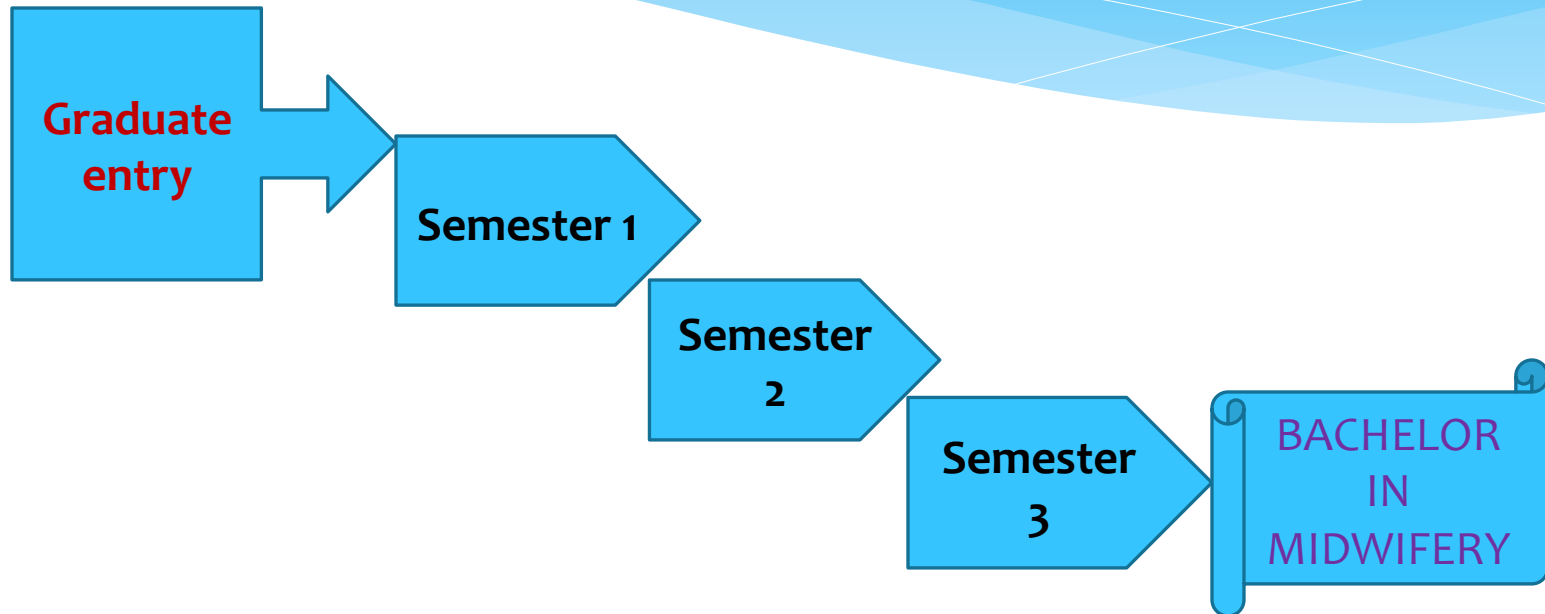 Graduate
entry
Semester 1
Semester
2
Semester
3
BACHELOR
IN
MIDWIFERY